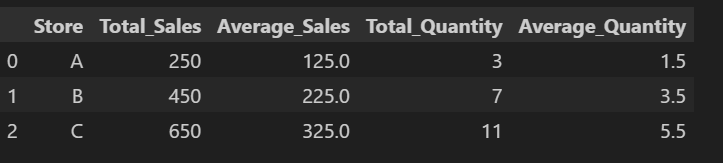 Store Total_Sales Average_Sales Total_Quantity Average_Quantity
0 A 250 125.0 3 1.5
1 B 450 225.0 7 3.5
2 C 650 325.0 11 5.5